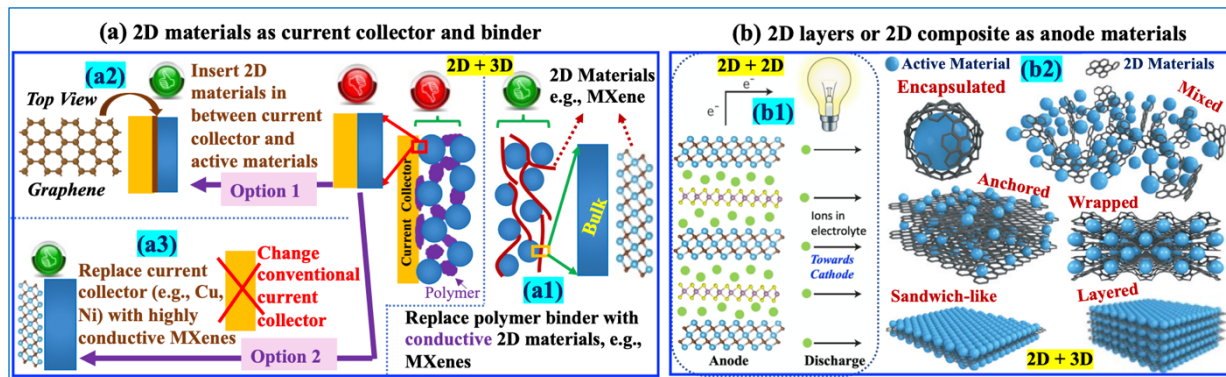 (a) 2D materials as current collector and binder
(a2)
Top View
Graphene
Insert 2D
materials in
between current
collector and
active materials
Option 1
2D + 3D
2D Materials
e.g., MXene
Current Collector
Polymer
Bulk
(a1)
Replace polymer binder with
conductive 2D materials, e.g.,
MXenes
(a3)
Replace current
collector (e.g., Cu,
Ni) with highly
conductive MXenes
Change
conventional
current
collector
Option 2
(b) 2D layers or 2D composite as anode materials
2D + 2D
e⁻
e⁻
(b1)
Ions in
electrolyte
Towards
Cathode
Anode
Discharge
Active Material
(b2)
2D Materials
Encapsulated
Mixed
Anchored
Wrapped
Sandwich-like
Layered
2D + 3D